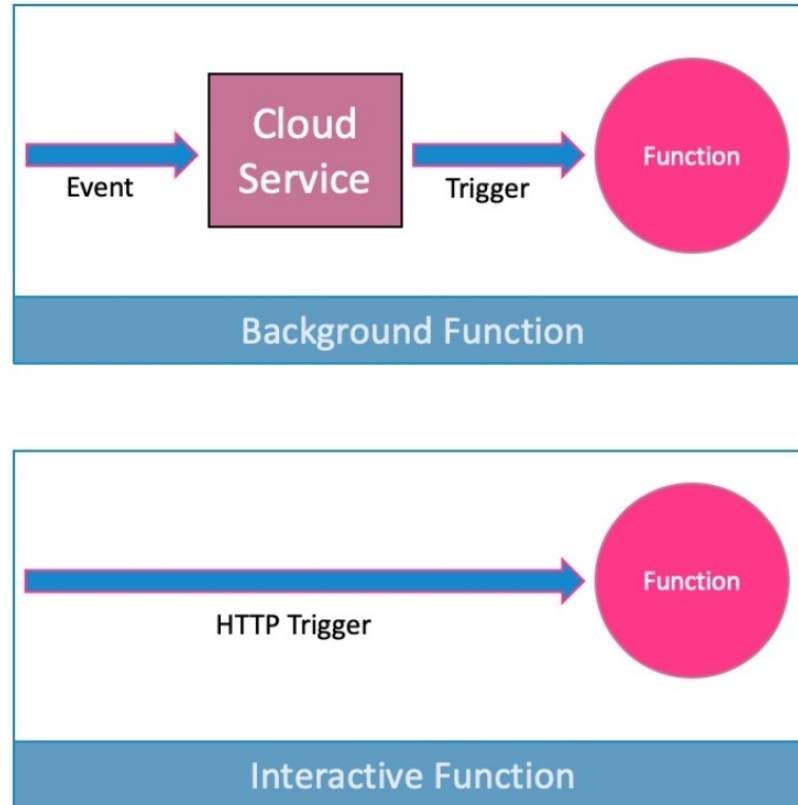 Cloud
Service
Function
Event
Trigger
Background Function
Function
HTTP Trigger
Interactive Function